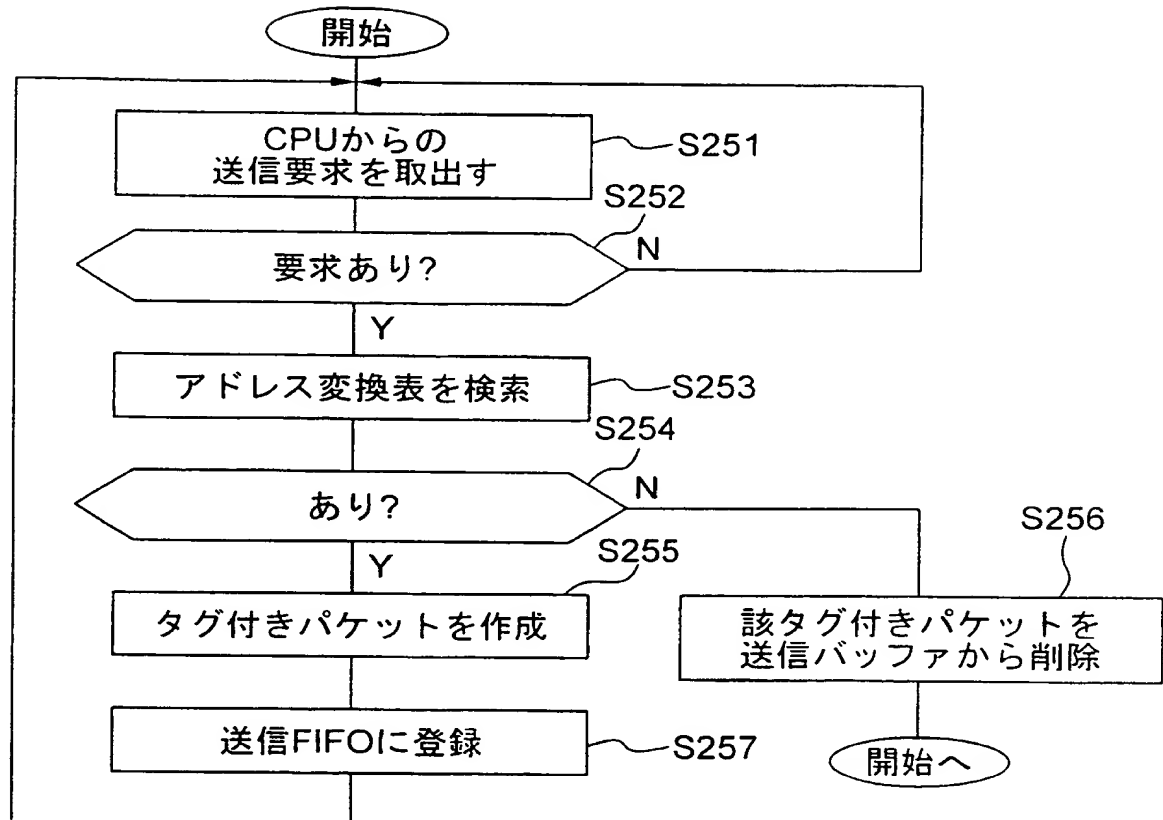 開始
CPUからの
送信要求を取出す
S251
S252
要求あり?
N
Y
アドレス変換表を検索
S253
S254
あり?
N
Y
S255
タグ付きパケットを作成
S256
該タグ付きパケットを
送信バッファから削除
送信FIFOに登録
S257
開始へ